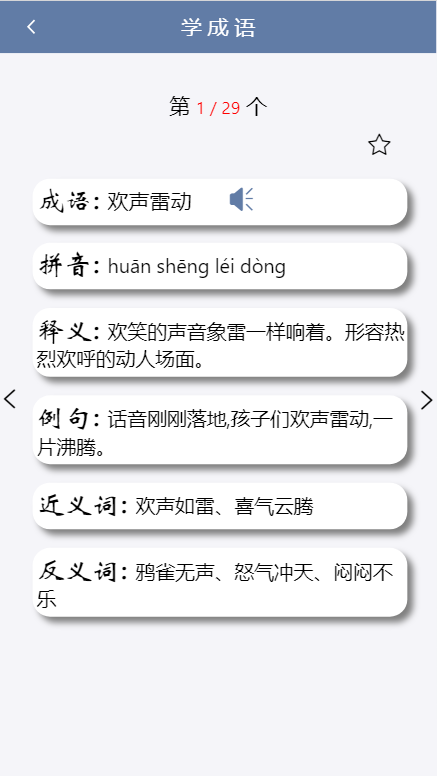 学成语
第 1 / 29 个
成语: 欢声雷动
拼音: huān shēng léi dòng
释义: 欢笑的声音象雷一样响着。形容热
烈欢呼的动人场面。
例句: 话音刚刚落地,孩子们欢声雷动,一
片沸腾。
近义词: 欢声如雷、喜气云腾
反义词: 鸦雀无声、怒气冲天、闷闷不
乐